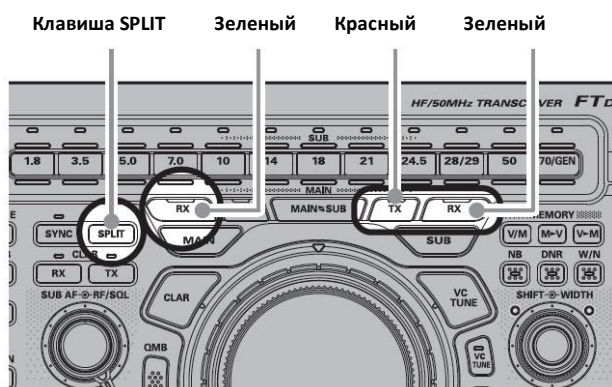 Клавиша SPLIT Зеленый Красный Зеленый
HF/50MHz TRANSCEIVER FTD
SUB
1.8 3.5 5.0 7.0 10 14 18 21 24.5 28/29 50 70/GEN
MAIN
RX MAIN SUB TX RX MEMORY
SYNC SPLIT MAIN SUB V/M M►V V►M
NB DNR W/N
RX TX
SUB AF RF/SQL CLAR VC TUNE SHIFT WIDTH
QMB VC TUNE